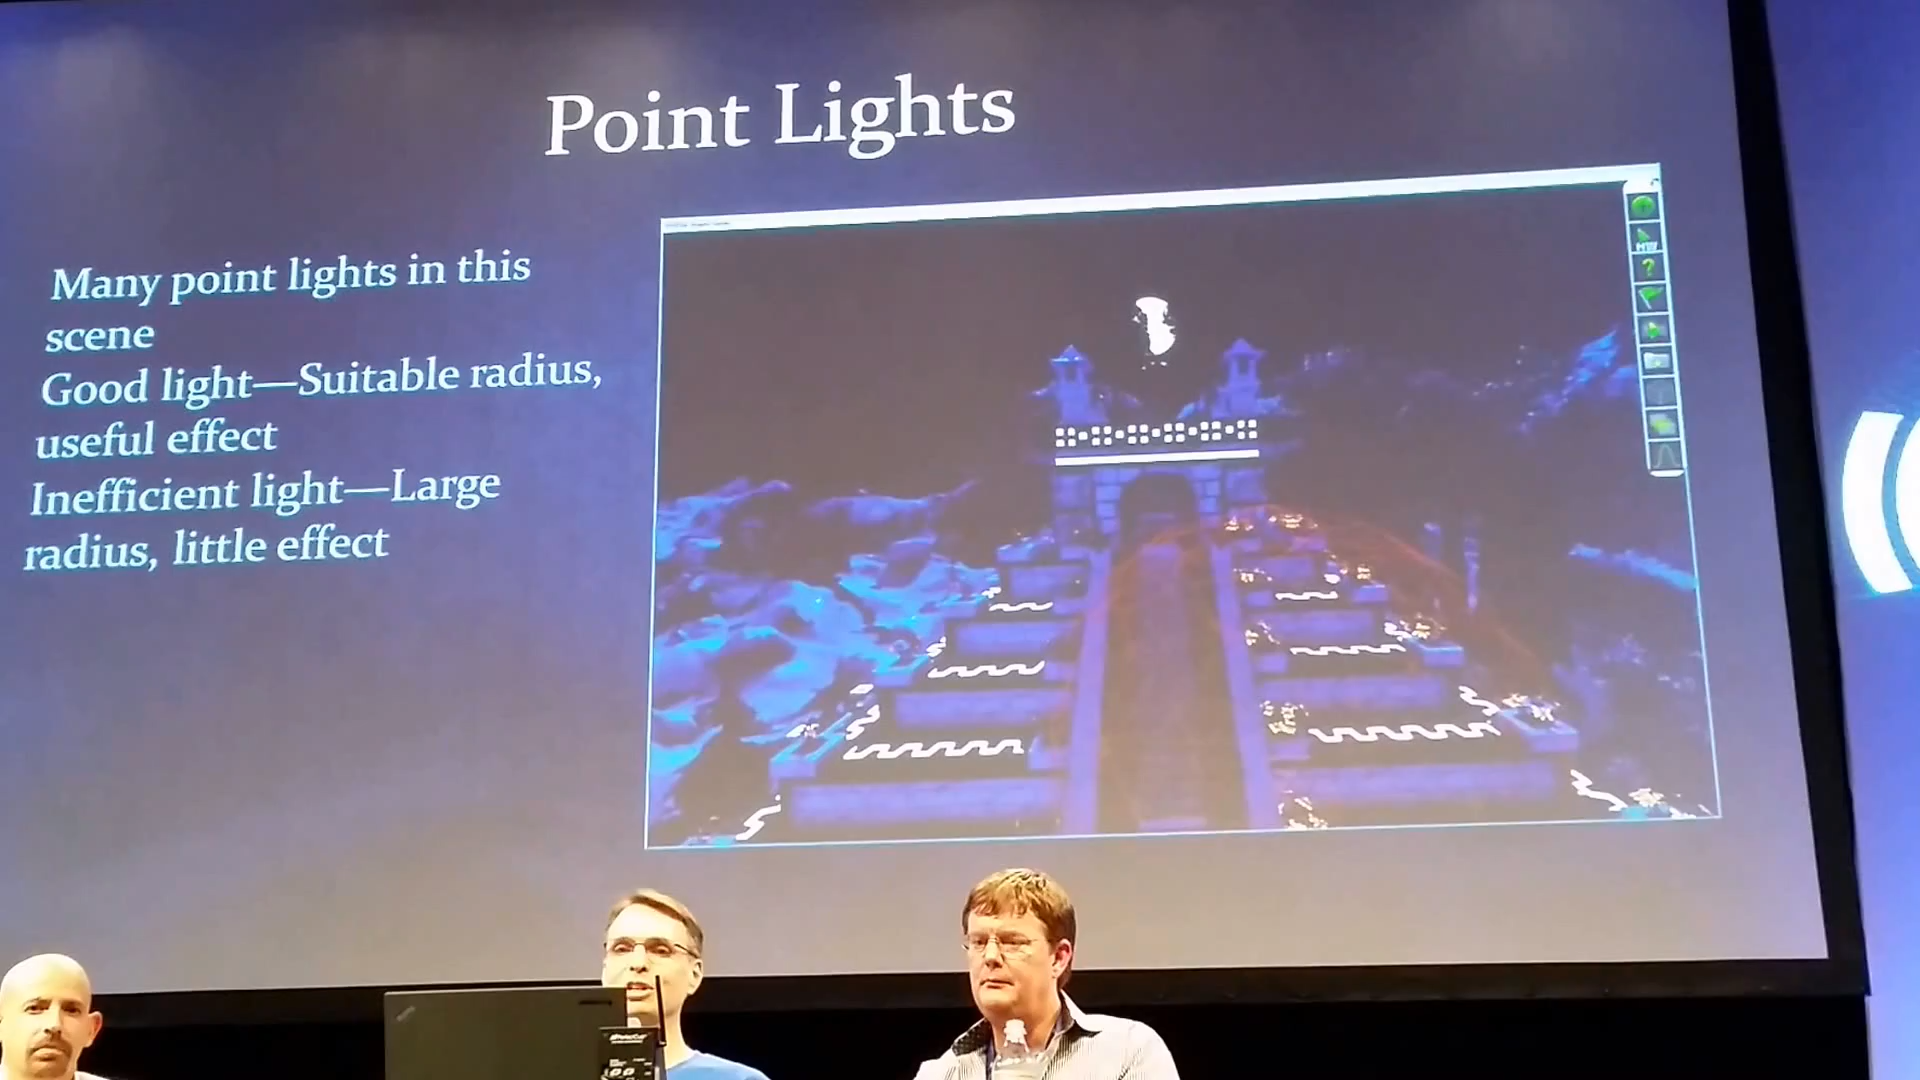 Point Lights
Many point lights in this
scene
Good light—Suitable radius,
useful effect
Inefficient light—Large
radius, little effect
?